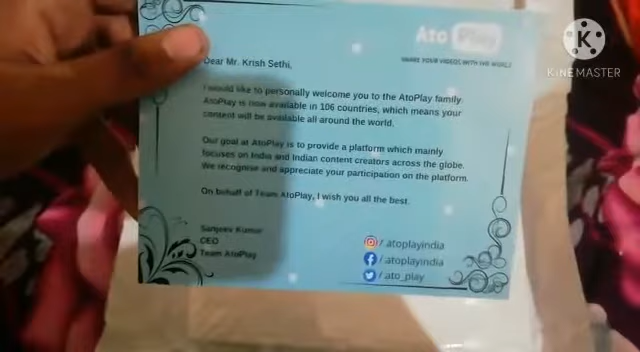 Ato Play
SHARE YOUR VIDEOS WITH THE WORLD
K
KINEMASTER
Dear Mr. Krish Sethi,
I would like to personally welcome you to the AtoPlay family.
AtoPlay is now available in 106 countries, which means your
content will be available all around the world.
Our goal at AtoPlay is to provide a platform which mainly
focuses on India and Indian content creators across the globe.
We recognise and appreciate your participation on the platform.
On behalf of Team AtoPlay, I wish you all the best.
Sanjeev Kumar
CEO
Team AtoPlay
/ atoplayindia
/ atoplayindia
/ ato_play